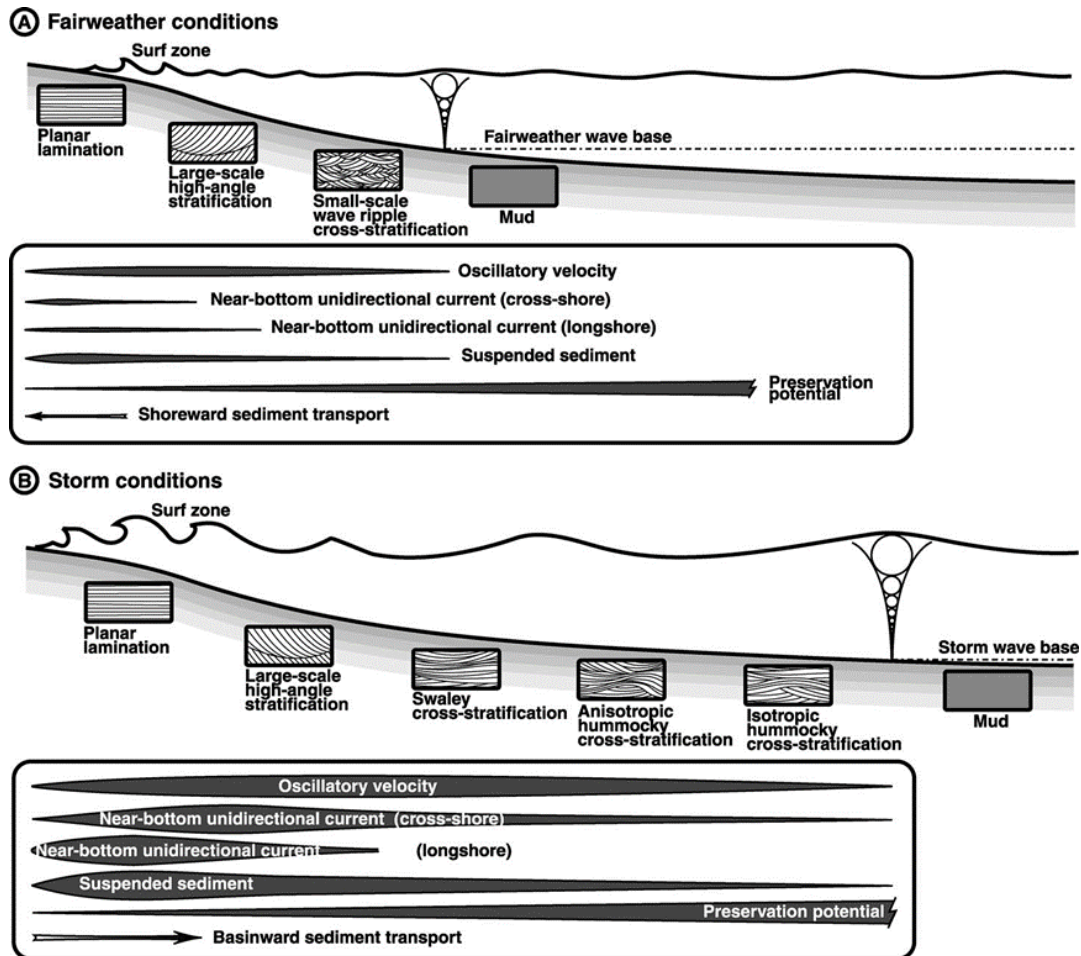 A Fairweather conditions
Surf zone
Planar
lamination
Large-scale
high-angle
stratification
Small-scale
wave ripple
cross-stratification
Mud
Fairweather wave base
Oscillatory velocity
Near-bottom unidirectional current (cross-shore)
Near-bottom unidirectional current (longshore)
Suspended sediment
Preservation
potential
Shoreward sediment transport
B Storm conditions
Surf zone
Planar
lamination
Large-scale
high-angle
stratification
Swaley
cross-stratification
Anisotropic
hummocky
cross-stratification
Isotropic
hummocky
cross-stratification
Storm wave base
Mud
Oscillatory velocity
Near-bottom unidirectional current (cross-shore)
Near-bottom unidirectional current (longshore)
Suspended sediment
Preservation potential
Basinward sediment transport